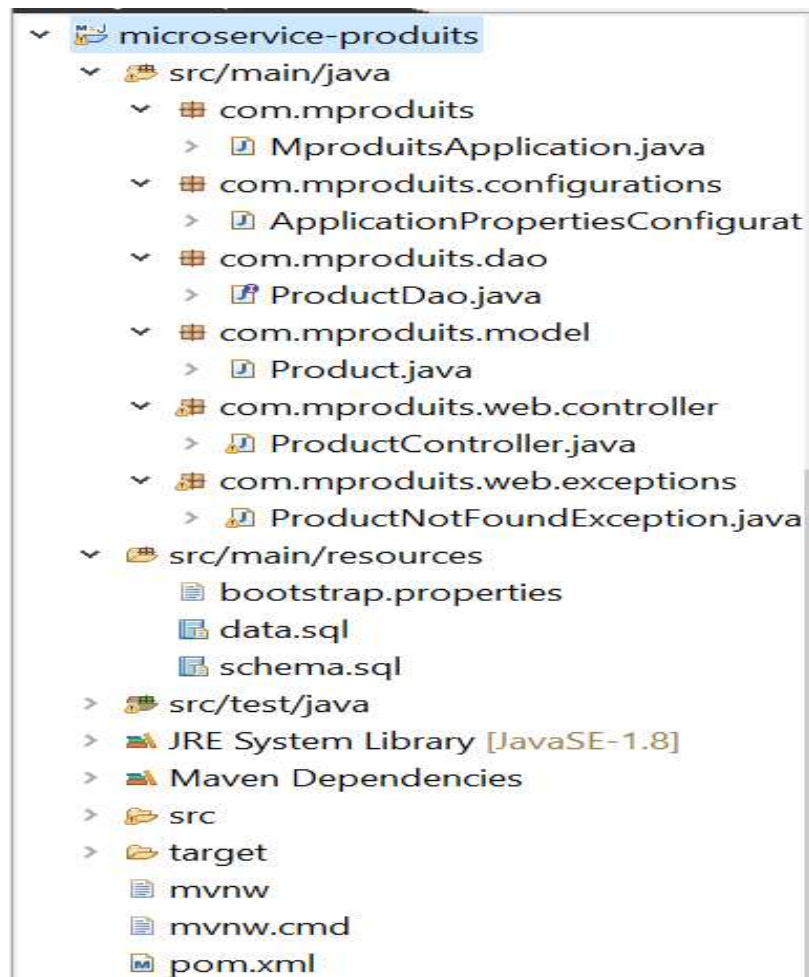 microservice-produits
src/main/java
com.mproduits
MproduitsApplication.java
com.mproduits.configurations
ApplicationPropertiesConfigurat
com.mproduits.dao
ProductDao.java
com.mproduits.model
Product.java
com.mproduits.web.controller
ProductController.java
com.mproduits.web.exceptions
ProductNotFoundException.java
src/main/resources
bootstrap.properties
data.sql
schema.sql
src/test/java
JRE System Library [JavaSE-1.8]
Maven Dependencies
src
target
mvnw
mvnw.cmd
pom.xml